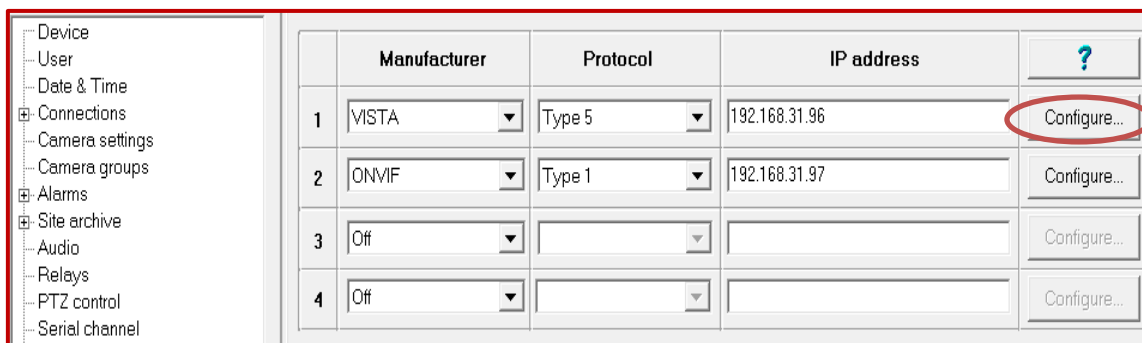 Device
User
Date & Time
Connections
Camera settings
Camera groups
Alarms
Site archive
Audio
Relays
PTZ control
Serial channel
Manufacturer Protocol IP address ?
1 VISTA Type 5 192.168.31.96 Configure...
2 ONVIF Type 1 192.168.31.97 Configure...
3 Off Configure...
4 Off Configure...